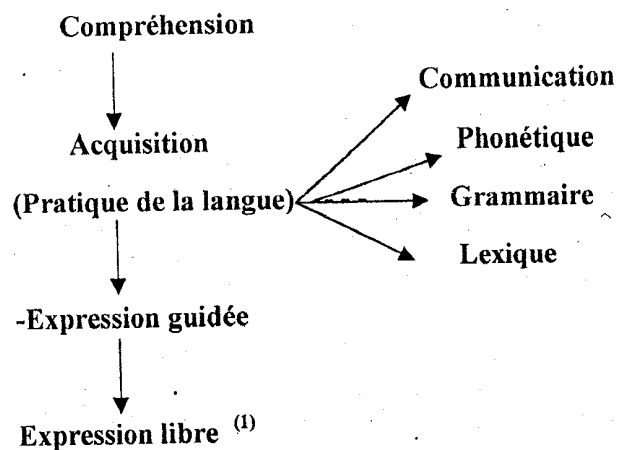 Compréhension
Communication
Acquisition
Phonétique
(Pratique de la langue)
Grammaire
Lexique
-Expression guidée
Expression libre (1)